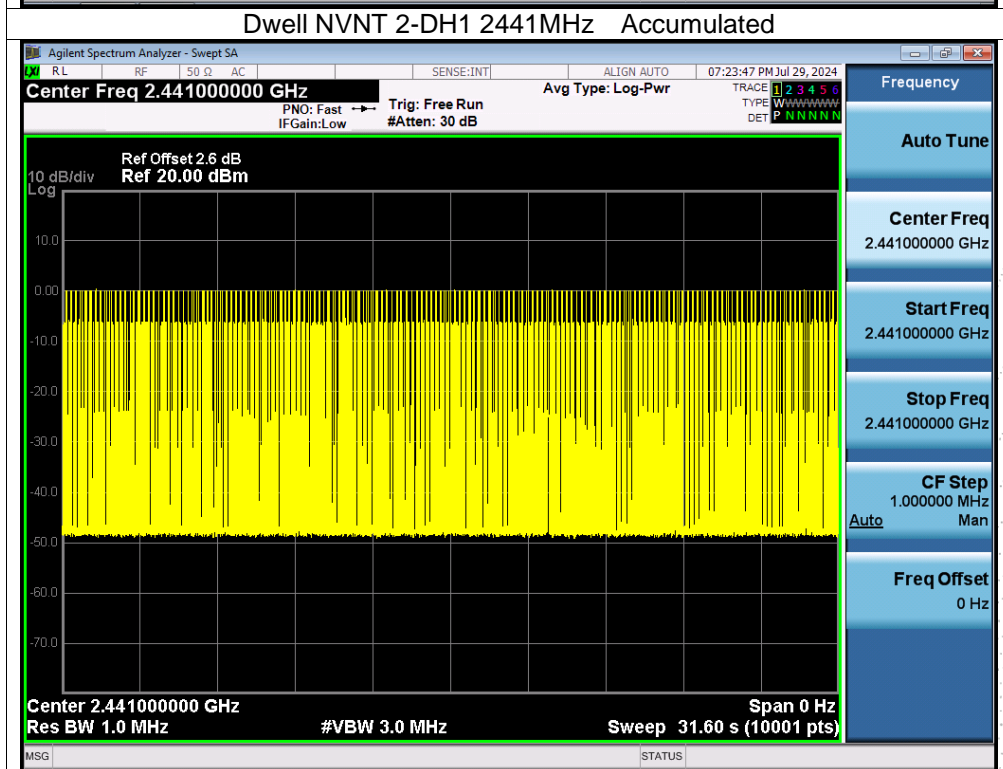 Dwell NVNT 2-DH1 2441MHz Accumulated
Agilent Spectrum Analyzer - Swept SA
LXI RL RF 50 Ω AC SENSE:INT ALIGN AUTO 07:23:47 PM Jul 29, 2024
Center Freq 2.441000000 GHz
PNO: Fast
IFGain:Low
Trig: Free Run
#Atten: 30 dB
Avg Type: Log-Pwr
TRACE 1 2 3 4 5 6
TYPE WWWWWWW
DET P N N N N N
Ref Offset 2.6 dB
10 dB/div Ref 20.00 dBm
Log
10.0
0.00
-10.0
-20.0
-30.0
-40.0
-50.0
-60.0
-70.0
Center 2.441000000 GHz Span 0 Hz
Res BW 1.0 MHz #VBW 3.0 MHz Sweep 31.60 s (10001 pts)
MSG STATUS
Frequency
Auto Tune
Center Freq
2.441000000 GHz
Start Freq
2.441000000 GHz
Stop Freq
2.441000000 GHz
CF Step
1.000000 MHz
Auto Man
Freq Offset
0 Hz